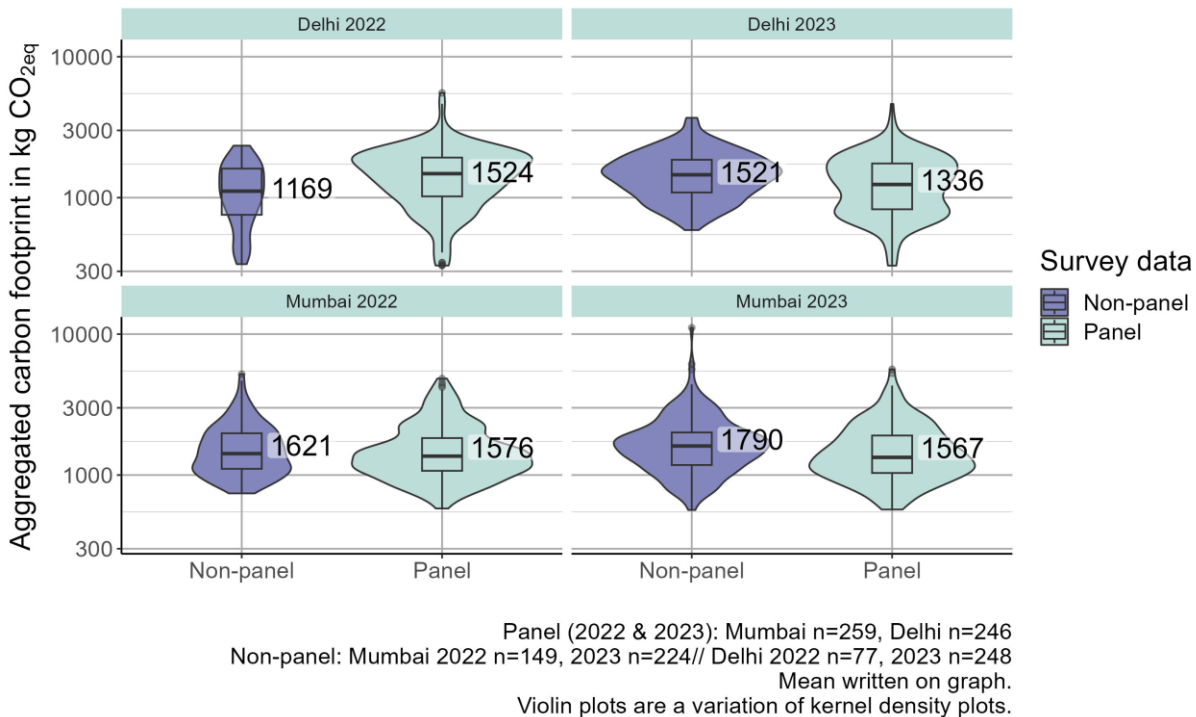 Delhi 2022
Delhi 2023
Aggregated carbon footprint in kg CO2eq
10000
3000
1000
300
1169
1524
1521
1336
Mumbai 2022
Mumbai 2023
10000
3000
1000
300
1621
1576
1790
1567
Non-panel
Panel
Non-panel
Panel
Survey data
Non-panel
Panel
Panel (2022 & 2023): Mumbai n=259, Delhi n=246
Non-panel: Mumbai 2022 n=149, 2023 n=224// Delhi 2022 n=77, 2023 n=248
Mean written on graph.
Violin plots are a variation of kernel density plots.